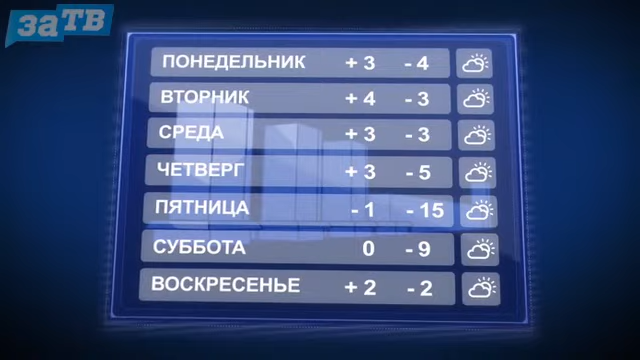 заТВ
ПОНЕДЕЛЬНИК +3 -4
ВТОРНИК +4 -3
СРЕДА +3 -3
ЧЕТВЕРГ +3 -5
ПЯТНИЦА -1 -15
СУББОТА 0 -9
ВОСКРЕСЕНЬЕ +2 -2